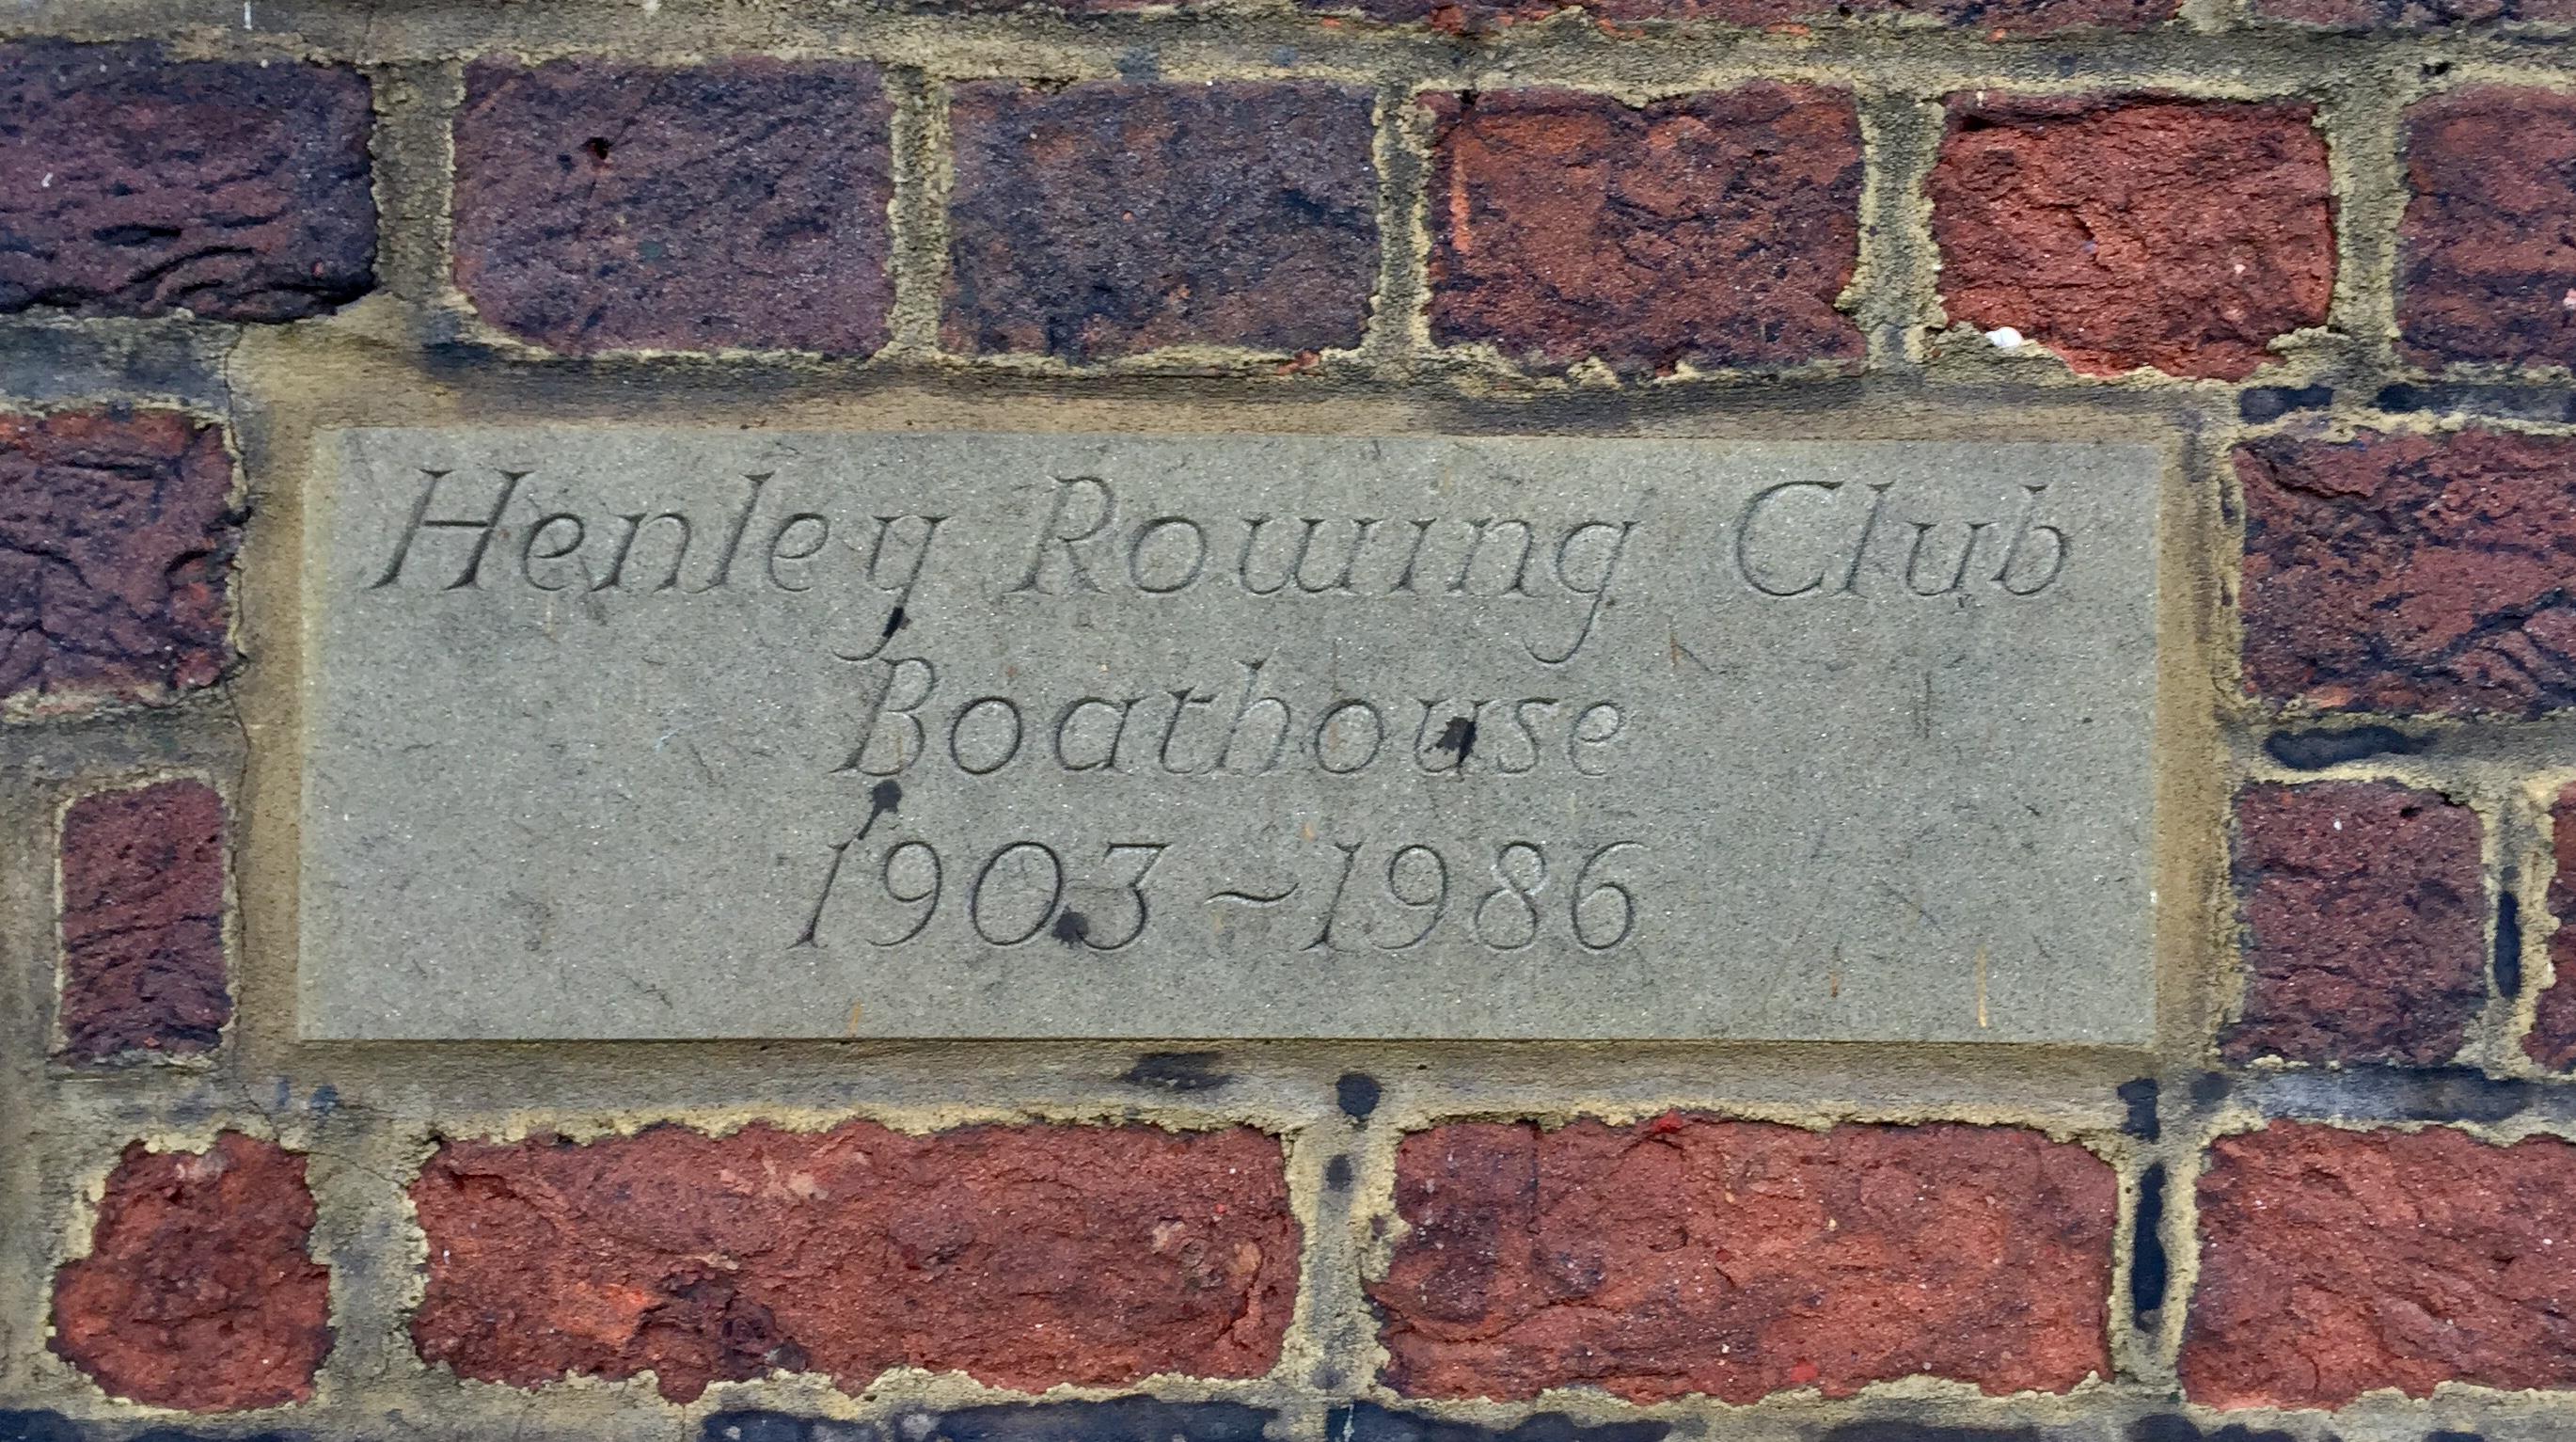 Henley Rowing Club
Boathouse
1903~1986